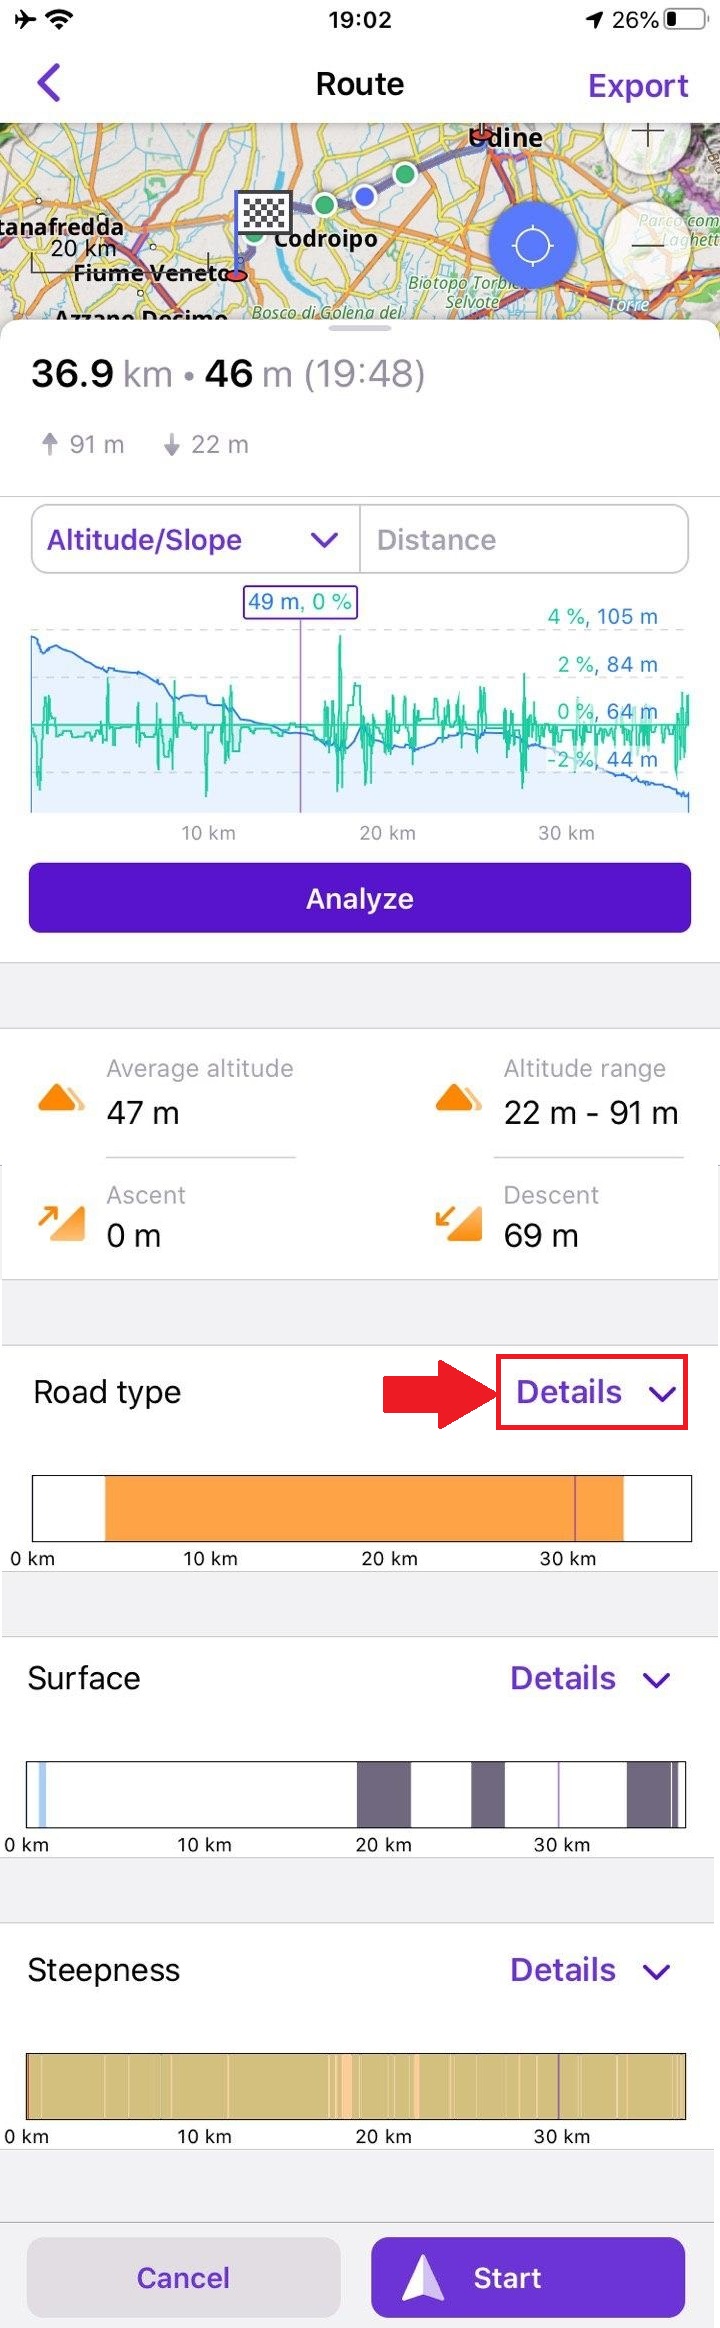 19:02
26%
Route
Export
Udine
tanafredda
20 km
Codroipo
Fiume Veneto
Parco com
Laghett
Biotopo Torbie
Selvote
Torre
Azzano Decimo
Bosco di Golena del
36.9 km • 46 m (19:48)
91 m
22 m
Altitude/Slope
Distance
49 m, 0 %
4 %, 105 m
2 %, 84 m
0 %, 64 m
-2 %, 44 m
10 km
20 km
30 km
Analyze
Average altitude
47 m
Altitude range
22 m - 91 m
Ascent
0 m
Descent
69 m
Road type
Details
0 km
10 km
20 km
30 km
Surface
Details
0 km
10 km
20 km
30 km
Steepness
Details
0 km
10 km
20 km
30 km
Cancel
Start